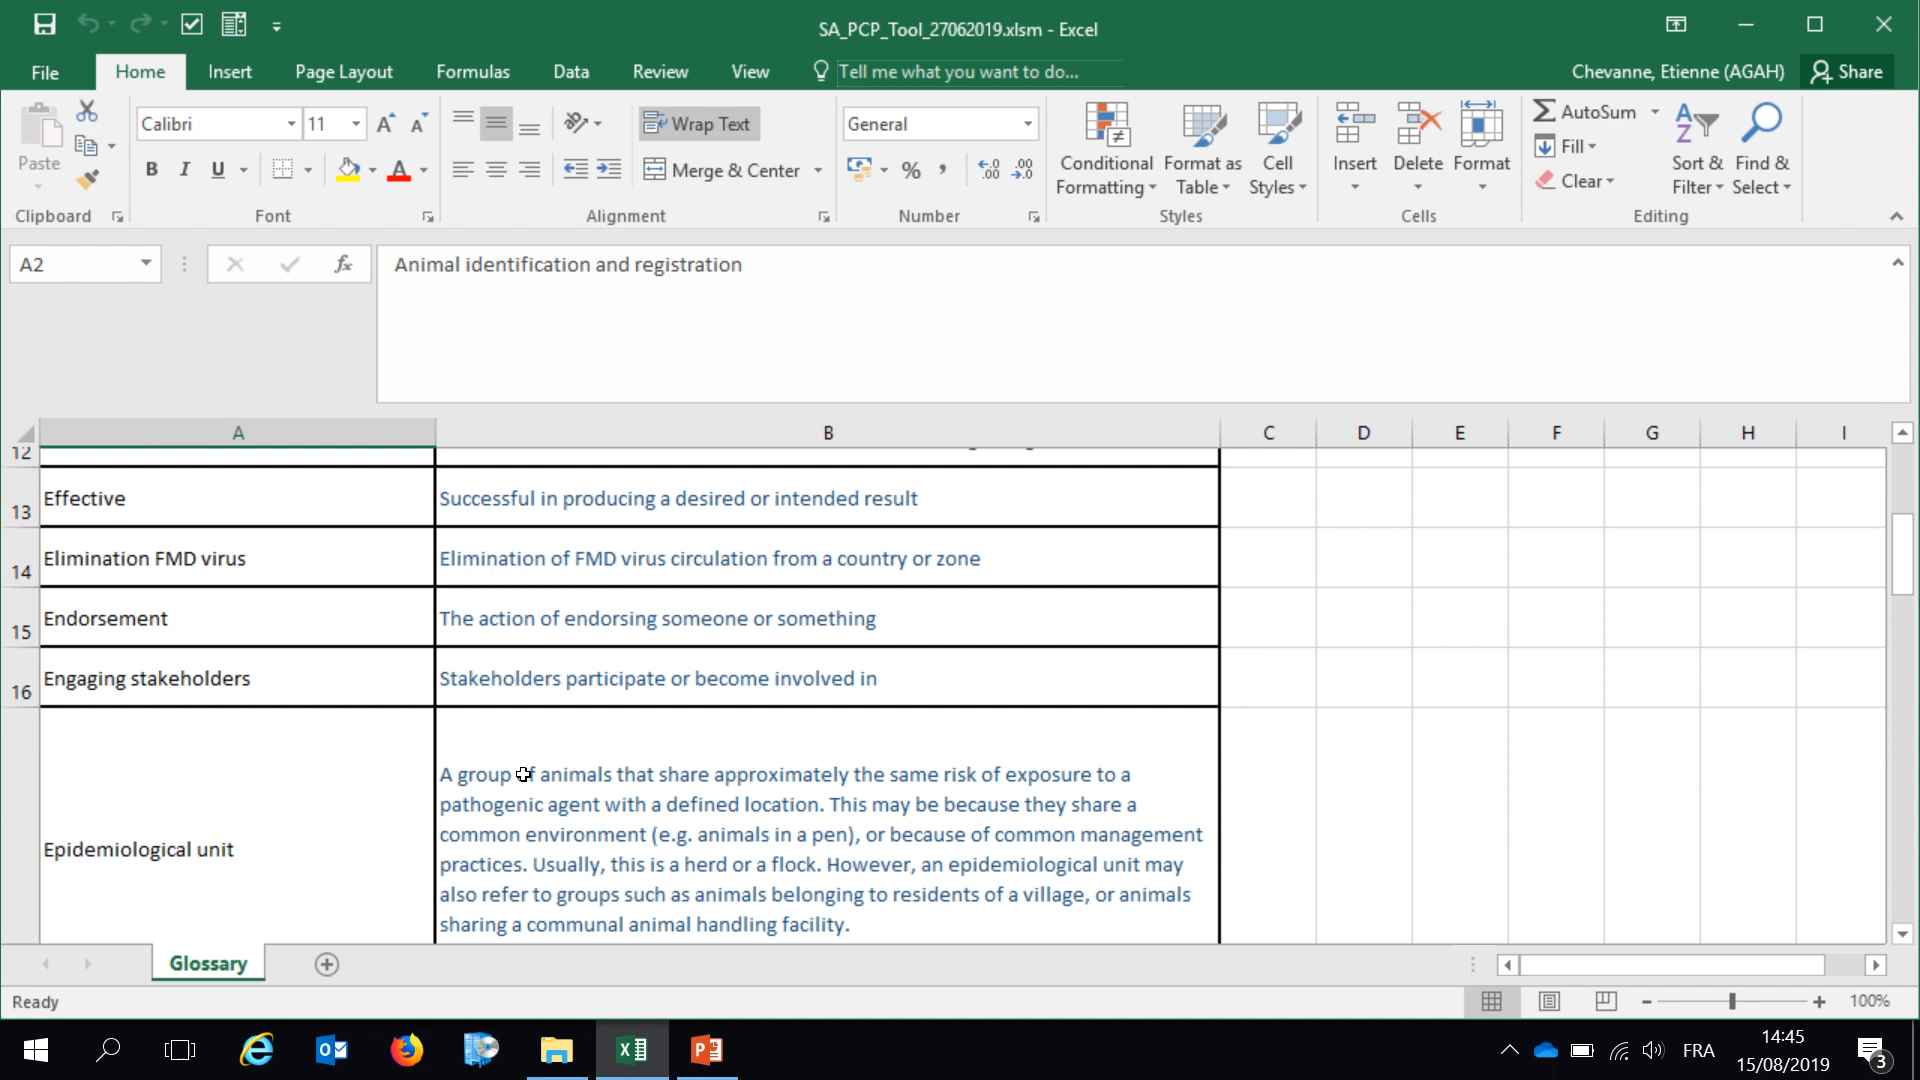 SA_PCP_Tool_27062019.xlsm - Excel
File Home Insert Page Layout Formulas Data Review View Tell me what you want to do... Chevanne, Etienne (AGAH) Share
Paste
Clipboard
Calibri 11
B I U
Font
Wrap Text
Merge & Center
Alignment
General
%
Number
Conditional Formatting
Format as Table
Cell Styles
Styles
Insert Delete Format
Cells
AutoSum
Fill
Clear
Sort & Filter
Find & Select
Editing
A2 fx Animal identification and registration
A B C D E F G H I
12
13 Effective Successful in producing a desired or intended result
14 Elimination FMD virus Elimination of FMD virus circulation from a country or zone
15 Endorsement The action of endorsing someone or something
16 Engaging stakeholders Stakeholders participate or become involved in
Epidemiological unit
A group of animals that share approximately the same risk of exposure to a
pathogenic agent with a defined location. This may be because they share a
common environment (e.g. animals in a pen), or because of common management
practices. Usually, this is a herd or a flock. However, an epidemiological unit may
also refer to groups such as animals belonging to residents of a village, or animals
sharing a communal animal handling facility.
Glossary
Ready 100%
FRA
14:45
15/08/2019
3